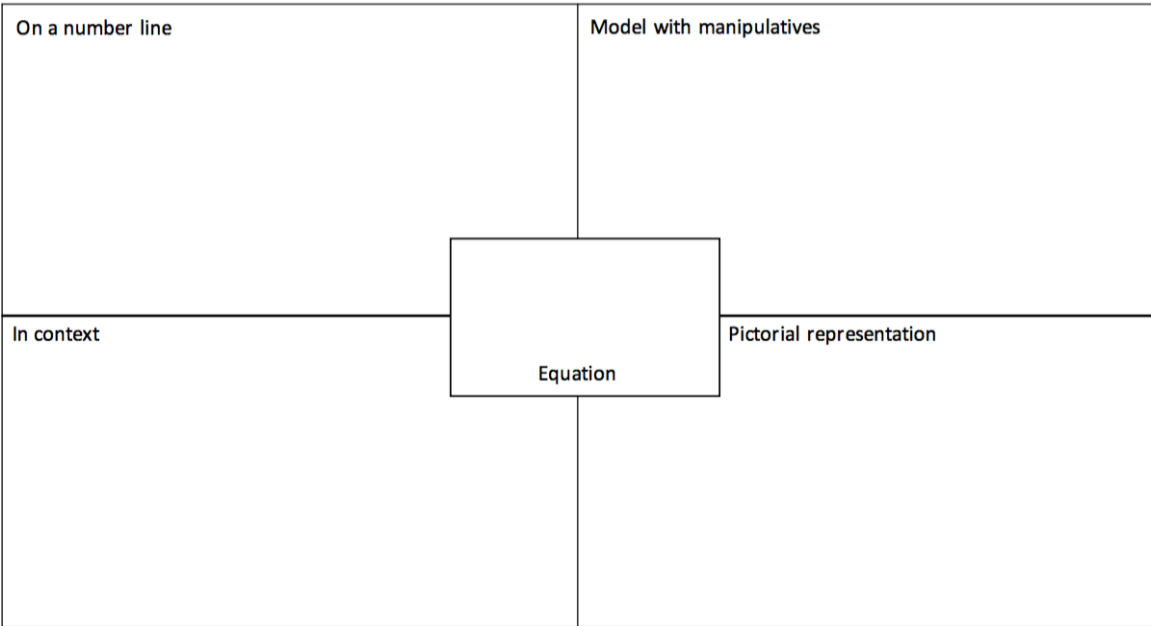 On a number line
Model with manipulatives
In context
Pictorial representation
Equation